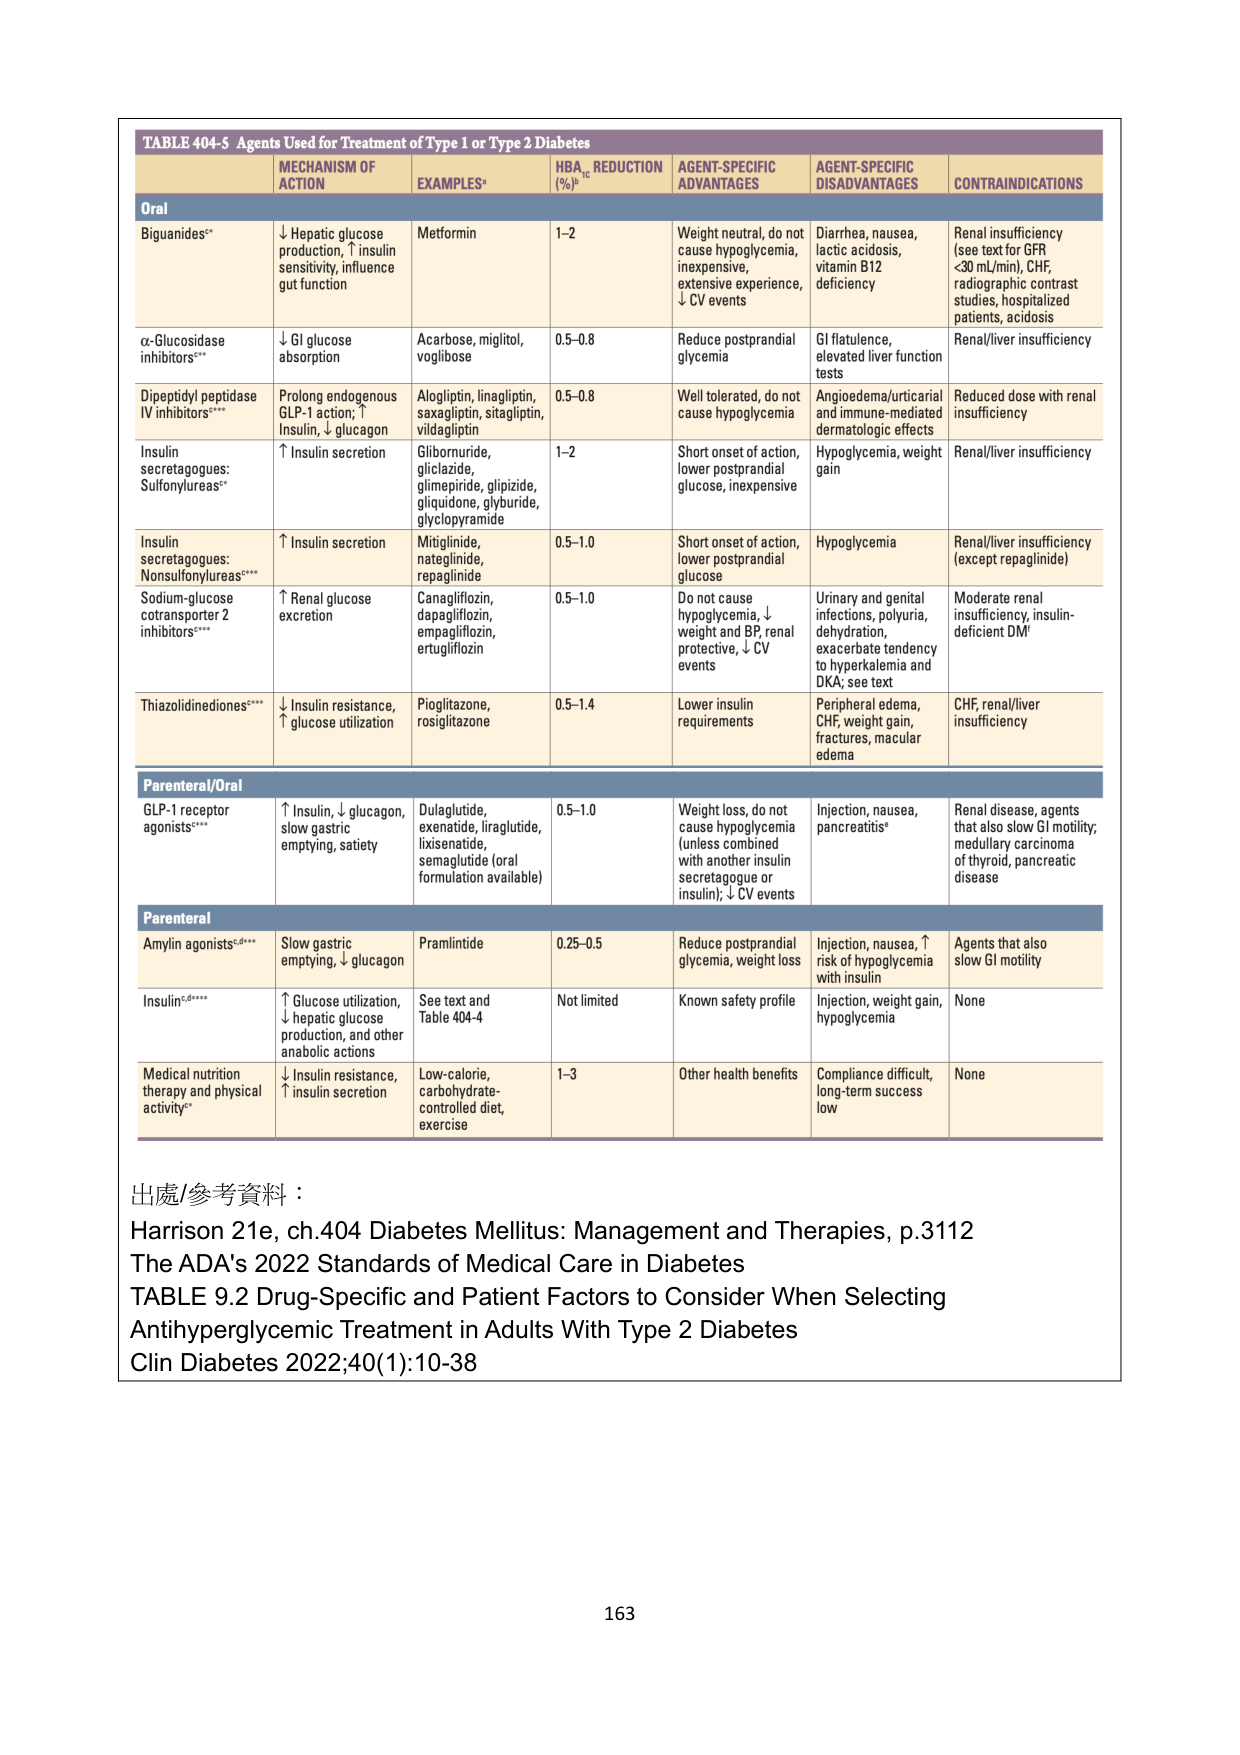 TABLE 404-5 Agents Used for Treatment of Type 1 or Type 2 Diabetes
MECHANISM OF ACTION
EXAMPLESᵃ
HBA1C REDUCTION (%)ᵇ
AGENT-SPECIFIC ADVANTAGES
AGENT-SPECIFIC DISADVANTAGES
CONTRAINDICATIONS
Oral
Biguanidesᶜ*
↓ Hepatic glucose
production, ↑ insulin
sensitivity, influence
gut function
Metformin
1–2
Weight neutral, do not
cause hypoglycemia,
inexpensive,
extensive experience,
↓ CV events
Diarrhea, nausea,
lactic acidosis,
vitamin B12
deficiency
Renal insufficiency
(see text for GFR
<30 mL/min), CHF,
radiographic contrast
studies, hospitalized
patients, acidosis
α-Glucosidase
inhibitorsᶜ**
↓ GI glucose
absorption
Acarbose, miglitol,
voglibose
0.5–0.8
Reduce postprandial
glycemia
GI flatulence,
elevated liver function
tests
Renal/liver insufficiency
Dipeptidyl peptidase
IV inhibitorsᶜ***
Prolong endogenous
GLP-1 action; ↑
Insulin, ↓ glucagon
Alogliptin, linagliptin,
saxagliptin, sitagliptin,
vildagliptin
0.5–0.8
Well tolerated, do not
cause hypoglycemia
Angioedema/urticarial
and immune-mediated
dermatologic effects
Reduced dose with renal
insufficiency
Insulin
secretagogues:
Sulfonylureasᶜ*
↑ Insulin secretion
Glibornuride,
gliclazide,
glimepiride, glipizide,
gliquidone, glyburide,
glyclopyramide
1–2
Short onset of action,
lower postprandial
glucose, inexpensive
Hypoglycemia, weight
gain
Renal/liver insufficiency
Insulin
secretagogues:
Nonsulfonylureasᶜ***
↑ Insulin secretion
Mitiglinide,
nateglinide,
repaglinide
0.5–1.0
Short onset of action,
lower postprandial
glucose
Hypoglycemia
Renal/liver insufficiency
(except repaglinide)
Sodium-glucose
cotransporter 2
inhibitorsᶜ***
↑ Renal glucose
excretion
Canagliflozin,
dapagliflozin,
empagliflozin,
ertugliflozin
0.5–1.0
Do not cause
hypoglycemia, ↓
weight and BP, renal
protective, ↓ CV
events
Urinary and genital
infections, polyuria,
dehydration,
exacerbate tendency
to hyperkalemia and
DKA; see text
Moderate renal
insufficiency, insulin-
deficient DMᶠ
Thiazolidinedionesᶜ***
↓ Insulin resistance,
↑ glucose utilization
Pioglitazone,
rosiglitazone
0.5–1.4
Lower insulin
requirements
Peripheral edema,
CHF, weight gain,
fractures, macular
edema
CHF, renal/liver
insufficiency
Parenteral/Oral
GLP-1 receptor
agonistsᶜ***
↑ Insulin, ↓ glucagon,
slow gastric
emptying, satiety
Dulaglutide,
exenatide, liraglutide,
lixisenatide,
semaglutide (oral
formulation available)
0.5–1.0
Weight loss, do not
cause hypoglycemia
(unless combined
with another insulin
secretagogue or
insulin); ↓ CV events
Injection, nausea,
pancreatitisᵉ
Renal disease, agents
that also slow GI motility;
medullary carcinoma
of thyroid, pancreatic
disease
Parenteral
Amylin agonistsᶜ,ᵈ***
Slow gastric
emptying, ↓ glucagon
Pramlintide
0.25–0.5
Reduce postprandial
glycemia, weight loss
Injection, nausea, ↑
risk of hypoglycemia
with insulin
Agents that also
slow GI motility
Insulinᶜ,ᵈ****
↑ Glucose utilization,
↓ hepatic glucose
production, and other
anabolic actions
See text and
Table 404-4
Not limited
Known safety profile
Injection, weight gain,
hypoglycemia
None
Medical nutrition
therapy and physical
activityᶜ*
↓ Insulin resistance,
↑ insulin secretion
Low-calorie,
carbohydrate-
controlled diet,
exercise
1–3
Other health benefits
Compliance difficult,
long-term success
low
None
出處/參考資料：
Harrison 21e, ch.404 Diabetes Mellitus: Management and Therapies, p.3112
The ADA's 2022 Standards of Medical Care in Diabetes
TABLE 9.2 Drug-Specific and Patient Factors to Consider When Selecting
Antihyperglycemic Treatment in Adults With Type 2 Diabetes
Clin Diabetes 2022;40(1):10-38
163